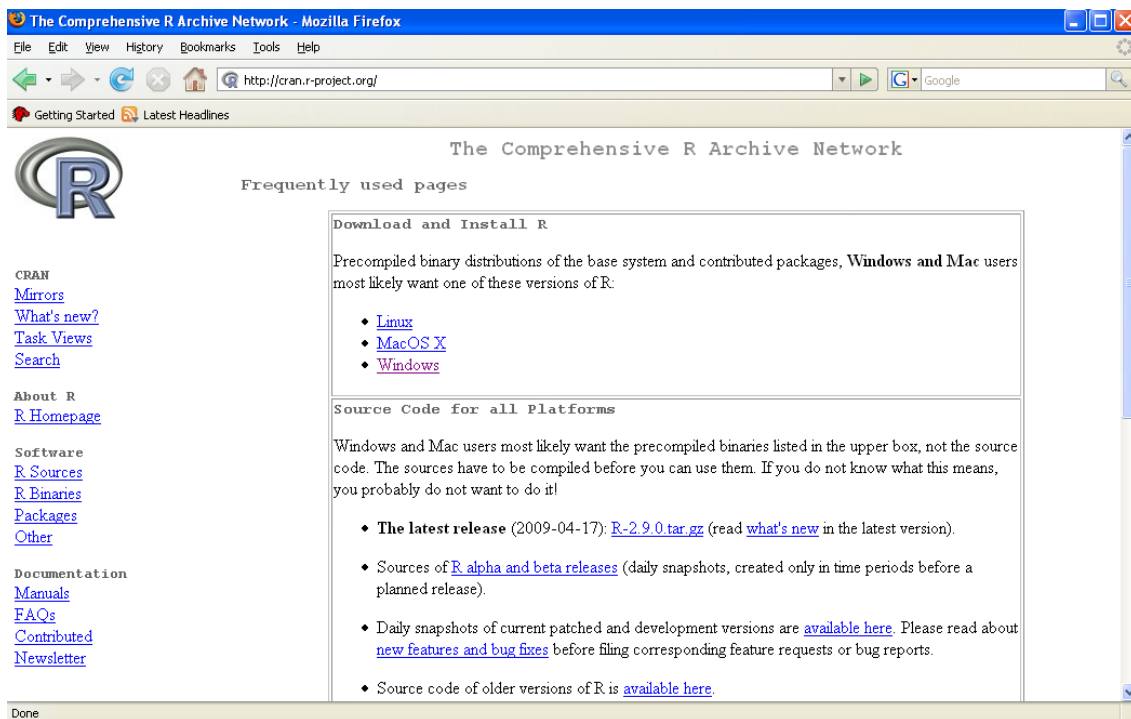 The Comprehensive R Archive Network - Mozilla Firefox
File Edit View History Bookmarks Tools Help
http://cran.r-project.org/
G Google
Getting Started Latest Headlines
R
CRAN
Mirrors
What's new?
Task Views
Search
About R
R Homepage
Software
R Sources
R Binaries
Packages
Other
Documentation
Manuals
FAQs
Contributed
Newsletter
The Comprehensive R Archive Network
Frequently used pages
Download and Install R
Precompiled binary distributions of the base system and contributed packages, Windows and Mac users
most likely want one of these versions of R:
• Linux
• MacOS X
• Windows
Source Code for all Platforms
Windows and Mac users most likely want the precompiled binaries listed in the upper box, not the source
code. The sources have to be compiled before you can use them. If you do not know what this means,
you probably do not want to do it!
• The latest release (2009-04-17): R-2.9.0.tar.gz (read what's new in the latest version).
• Sources of R alpha and beta releases (daily snapshots, created only in time periods before a
planned release).
• Daily snapshots of current patched and development versions are available here. Please read about
new features and bug fixes before filing corresponding feature requests or bug reports.
• Source code of older versions of R is available here.
Done